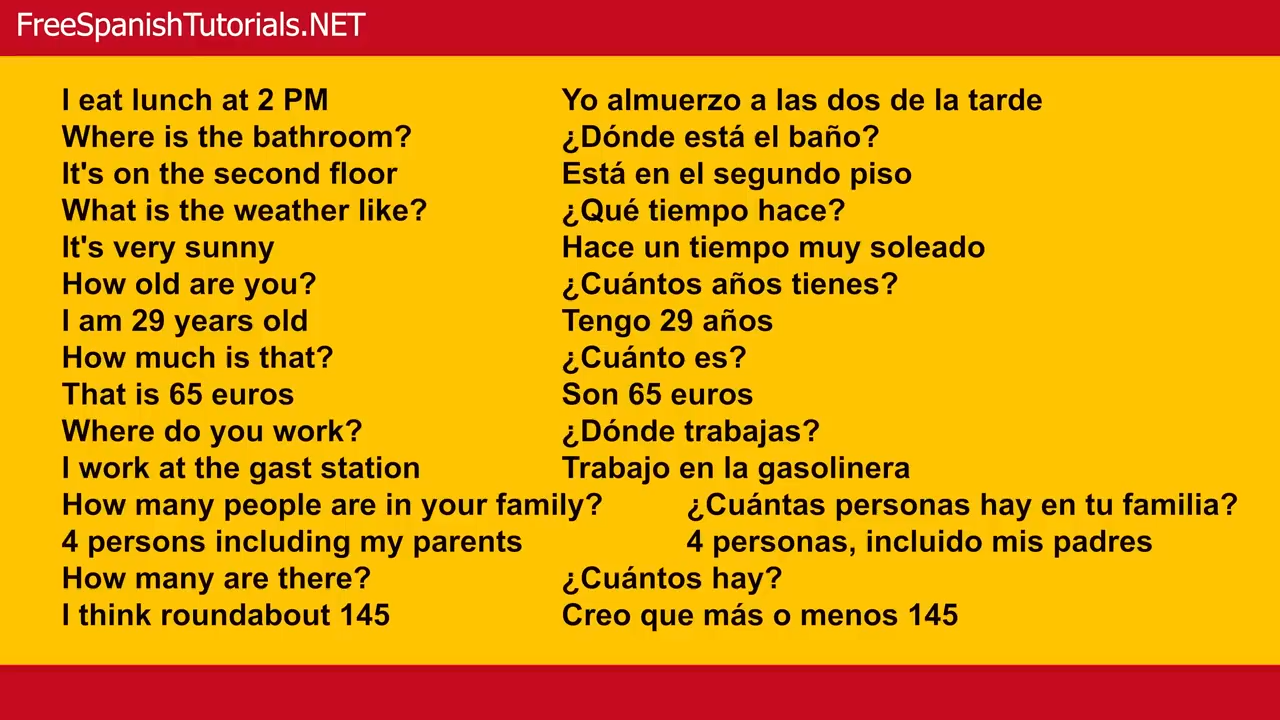 FreeSpanishTutorials.NET
I eat lunch at 2 PM Yo almuerzo a las dos de la tarde
Where is the bathroom? ¿Dónde está el baño?
It's on the second floor Está en el segundo piso
What is the weather like? ¿Qué tiempo hace?
It's very sunny Hace un tiempo muy soleado
How old are you? ¿Cuántos años tienes?
I am 29 years old Tengo 29 años
How much is that? ¿Cuánto es?
That is 65 euros Son 65 euros
Where do you work? ¿Dónde trabajas?
I work at the gast station Trabajo en la gasolinera
How many people are in your family? ¿Cuántas personas hay en tu familia?
4 persons including my parents 4 personas, incluido mis padres
How many are there? ¿Cuántos hay?
I think roundabout 145 Creo que más o menos 145